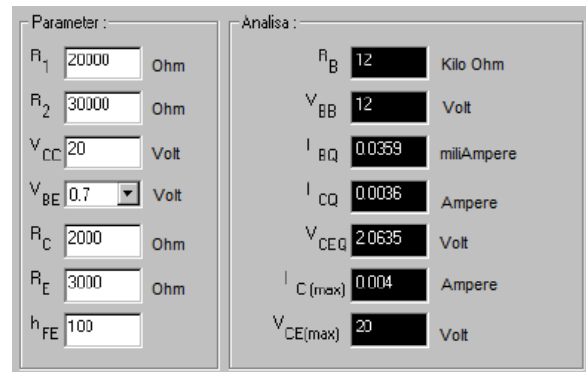 Parameter :
R1 20000 Ohm
R2 30000 Ohm
VCC 20 Volt
VBE 0.7 Volt
RC 2000 Ohm
RE 3000 Ohm
hFE 100
Analisa :
RB 12 Kilo Ohm
VBB 12 Volt
IBQ 0.0359 miliAmpere
ICQ 0.0036 Ampere
VCEQ 2.0635 Volt
IC(max) 0.004 Ampere
VCE(max) 20 Volt